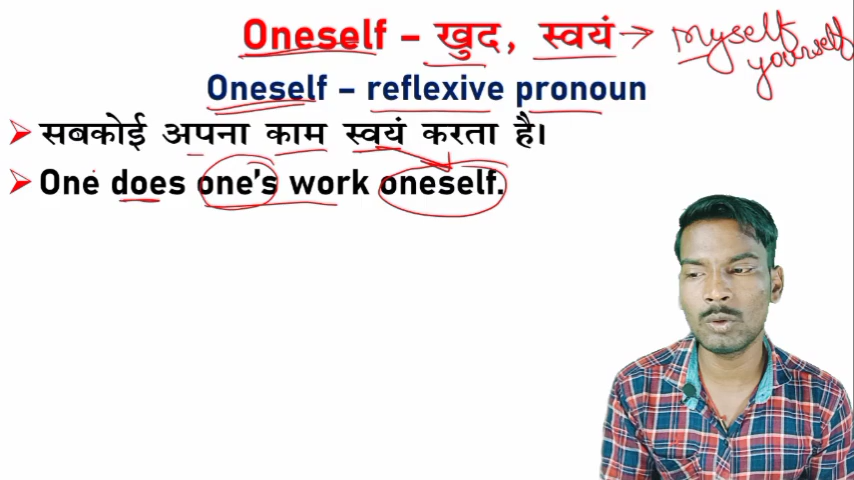 Oneself – खुद, स्वयं → myself
yourself
Oneself – reflexive pronoun
➤ सबकोई अपना काम स्वयं करता है।
➤ One does one's work oneself.